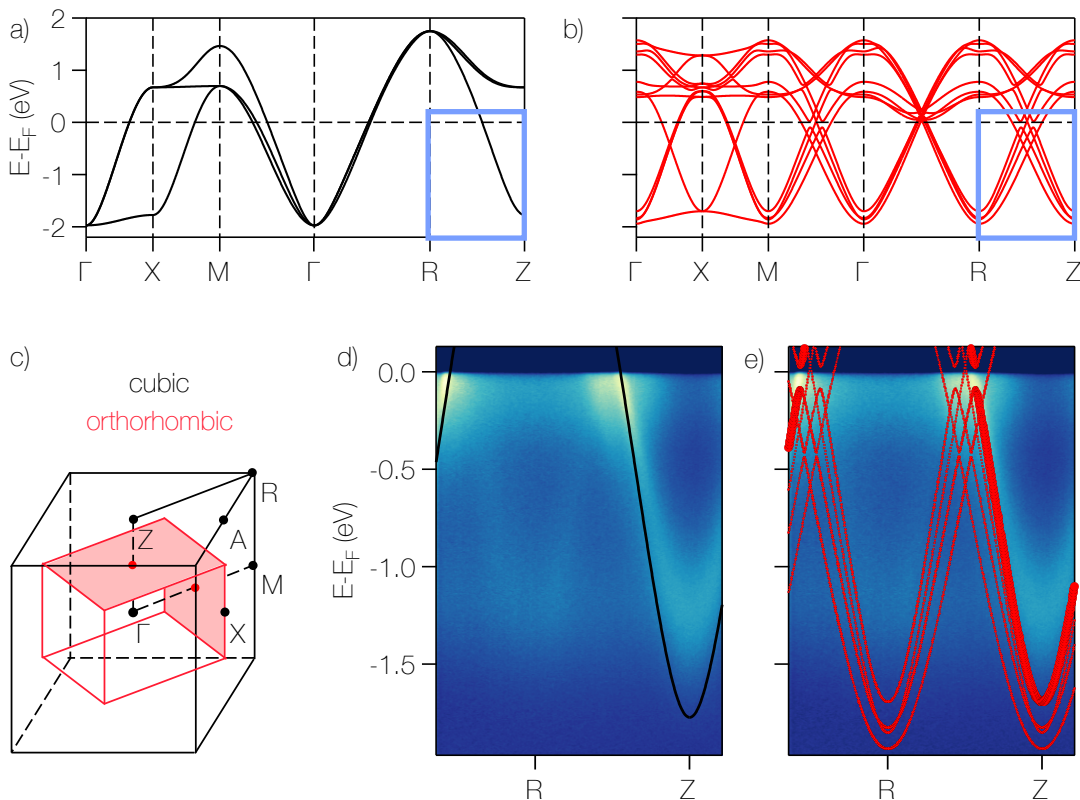 a)
E-E_F (eV)
2
1
0
-1
-2
Γ
X
M
Γ
R
Z
b)
Γ
X
M
Γ
R
Z
c)
cubic
orthorhombic
R
Z
A
M
Γ
X
d)
E-E_F (eV)
0.0
-0.5
-1.0
-1.5
R
Z
e)
R
Z